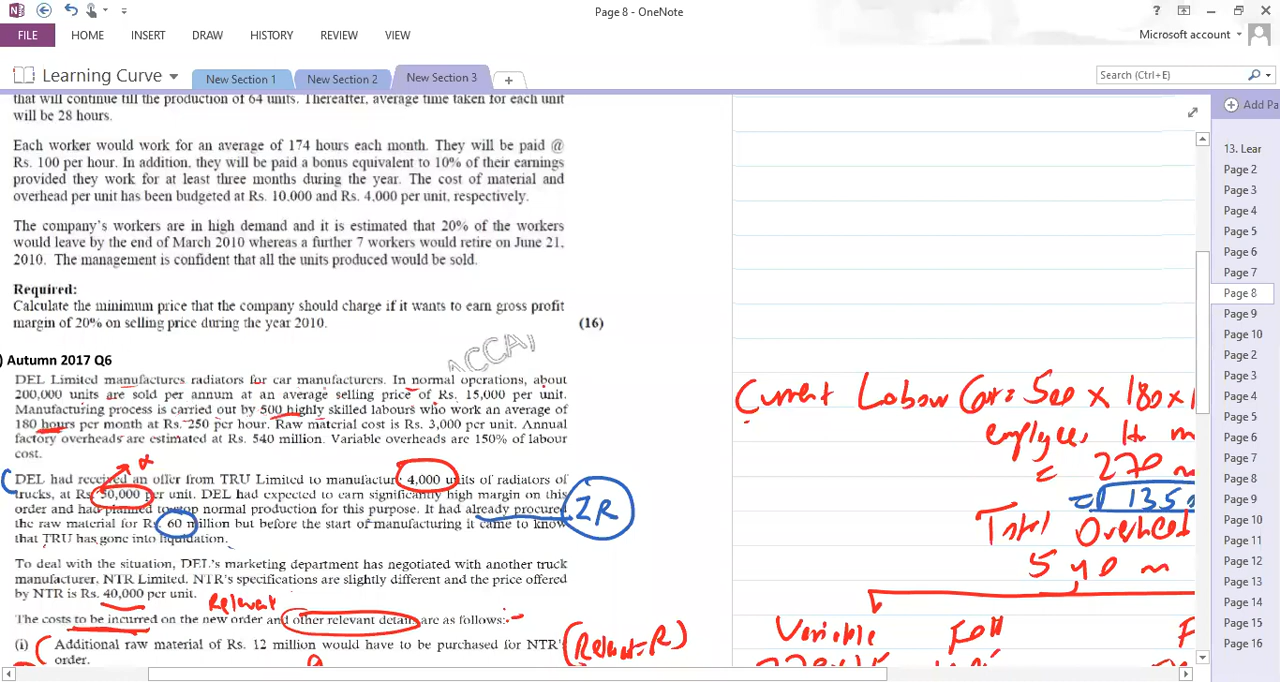 Page 8 - OneNote
?
FILE HOME INSERT DRAW HISTORY REVIEW VIEW
Microsoft account
Learning Curve
New Section 1
New Section 2
New Section 3
+
Search (Ctrl+E)
that will continue till the production of 64 units. Thereafter, average time taken for each unit
will be 28 hours.
Each worker would work for an average of 174 hours each month. They will be paid @
Rs. 100 per hour. In addition, they will be paid a bonus equivalent to 10% of their earnings
provided they work for at least three months during the year. The cost of material and
overhead per unit has been budgeted at Rs. 10,000 and Rs. 4,000 per unit, respectively.
The company's workers are in high demand and it is estimated that 20% of the workers
would leave by the end of March 2010 whereas a further 7 workers would retire on June 21,
2010. The management is confident that all the units produced would be sold.
Required:
Calculate the minimum price that the company should charge if it wants to earn gross profit
margin of 20% on selling price during the year 2010.
(16)
) Autumn 2017 Q6
DEL Limited manufactures radiators for car manufacturers. In normal operations, about
200,000 units are sold per annum at an average selling price of Rs. 15,000 per unit.
Manufacturing process is carried out by 500 highly skilled labours who work an average of
180 hours per month at Rs. 250 per hour. Raw material cost is Rs. 3,000 per unit. Annual
factory overheads are estimated at Rs. 540 million. Variable overheads are 150% of labour
cost.
DEL had received an offer from TRU Limited to manufacture 4,000 units of radiators of
trucks, at Rs. 50,000 per unit. DEL had expected to earn significantly high margin on this
order and had planned to stop normal production for this purpose. It had already procured
the raw material for Rs. 60 million but before the start of manufacturing it came to know
that TRU has gone into liquidation.
IR
To deal with the situation, DEL's marketing department has negotiated with another truck
manufacturer, NTR Limited. NTR's specifications are slightly different and the price offered
by NTR is Rs. 40,000 per unit.
Relevant
The costs to be incurred on the new order and other relevant details are as follows:
(i) Additional raw material of Rs. 12 million would have to be purchased for NTR's
order.
(Relevant=R)
Current Labour Cost= 500 x 180 x 1
employees Hr m
= 270 m
= 135
Total Overhead
540 m
Variable FOH F
13. Lear
Add Pa
Page 2
Page 3
Page 4
Page 5
Page 6
Page 7
Page 8
Page 9
Page 10
Page 2
Page 3
Page 4
Page 5
Page 6
Page 7
Page 8
Page 9
Page 10
Page 11
Page 12
Page 13
Page 14
Page 15
Page 16